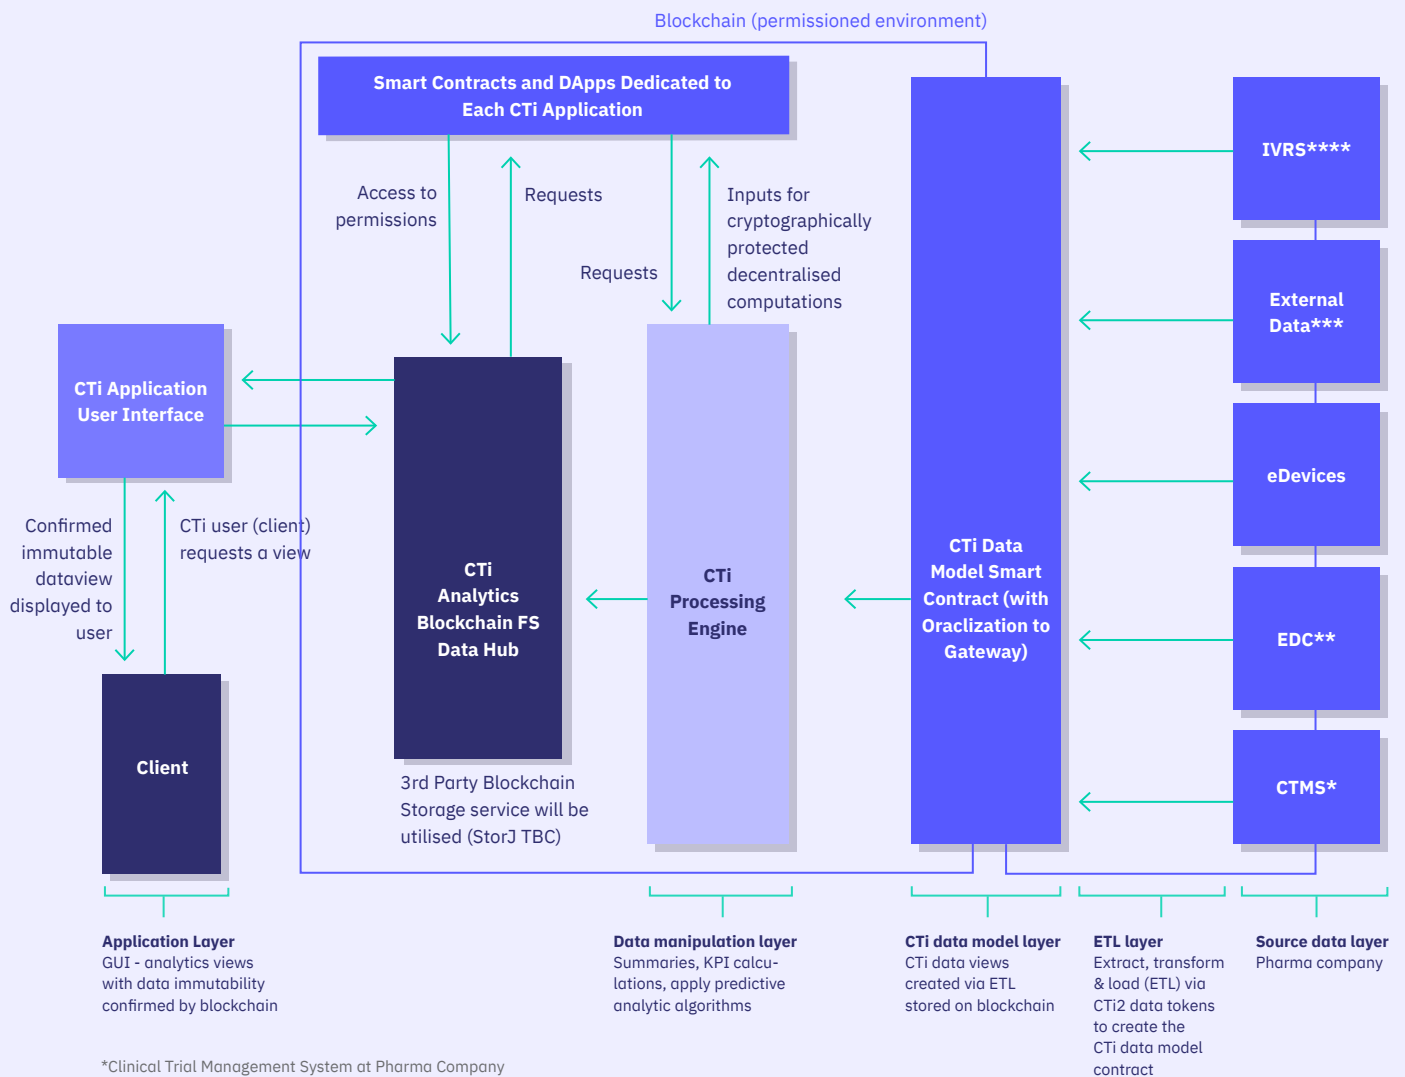 Blockchain (permissioned environment)
Smart Contracts and DApps Dedicated to
Each CTi Application
Access to
permissions
Requests
Requests
Inputs for
cryptographically
protected
decentralised
computations
CTi Application
User Interface
Confirmed
immutable
dataview
displayed to
user
CTi user (client)
requests a view
Client
CTi
Analytics
Blockchain FS
Data Hub
3rd Party Blockchain
Storage service will be
utilised (StorJ TBC)
CTi
Processing
Engine
CTi Data
Model Smart
Contract (with
Oraclization to
Gateway)
IVRS****
External
Data***
eDevices
EDC**
CTMS*
Application Layer
GUI - analytics views
with data immutability
confirmed by blockchain
Data manipulation layer
Summaries, KPI calcu-
lations, apply predictive
analytic algorithms
CTi data model layer
CTi data views
created via ETL
stored on blockchain
ETL layer
Extract, transform
& load (ETL) via
CTi2 data tokens
to create the
CTi data model
contract
Source data layer
Pharma company
*Clinical Trial Management System at Pharma Company